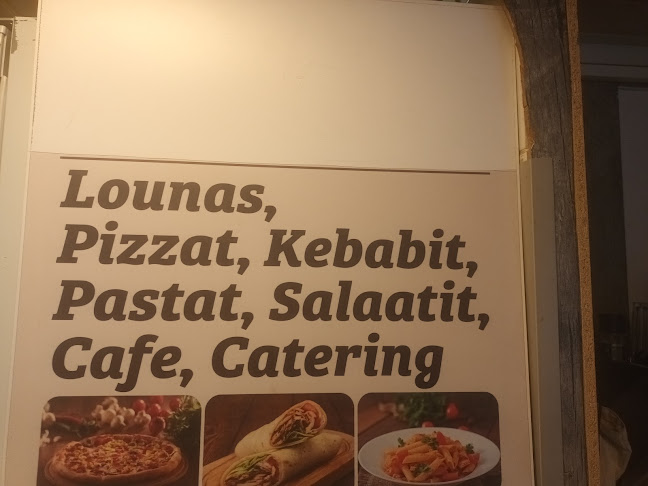 Lounas,
Pizzat, Kebabit,
Pastat, Salaatit,
Cafe, Catering